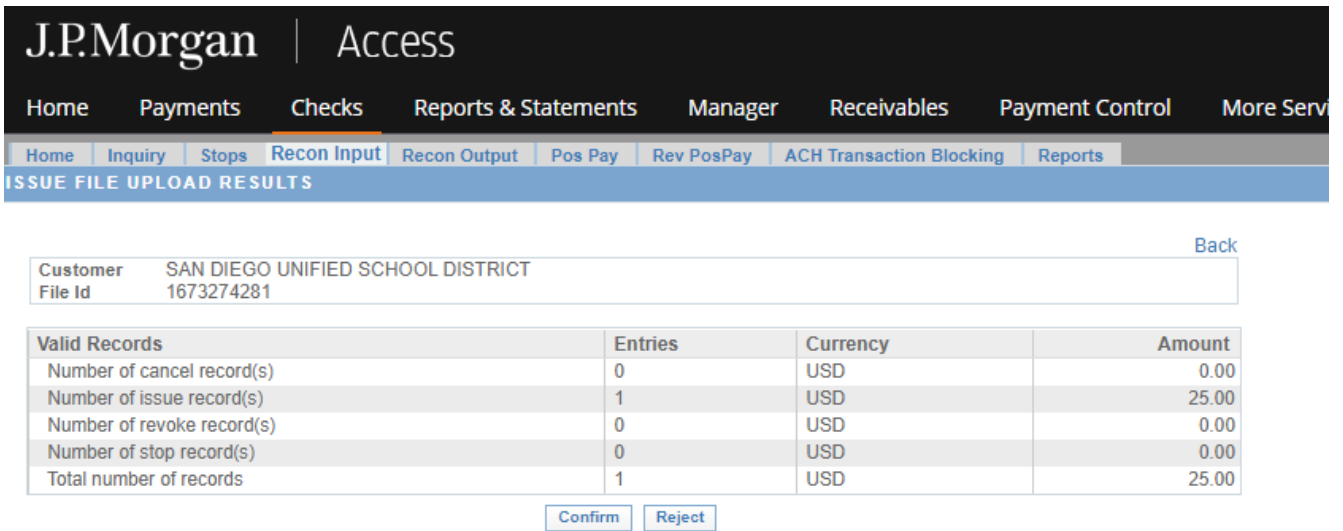 J.P.Morgan | Access
Home Payments Checks Reports & Statements Manager Receivables Payment Control More Servi
Home Inquiry Stops Recon Input Recon Output Pos Pay Rev PosPay ACH Transaction Blocking Reports
ISSUE FILE UPLOAD RESULTS
Back
Customer SAN DIEGO UNIFIED SCHOOL DISTRICT
File Id 1673274281
Valid Records Entries Currency Amount
Number of cancel record(s) 0 USD 0.00
Number of issue record(s) 1 USD 25.00
Number of revoke record(s) 0 USD 0.00
Number of stop record(s) 0 USD 0.00
Total number of records 1 USD 25.00
Confirm Reject